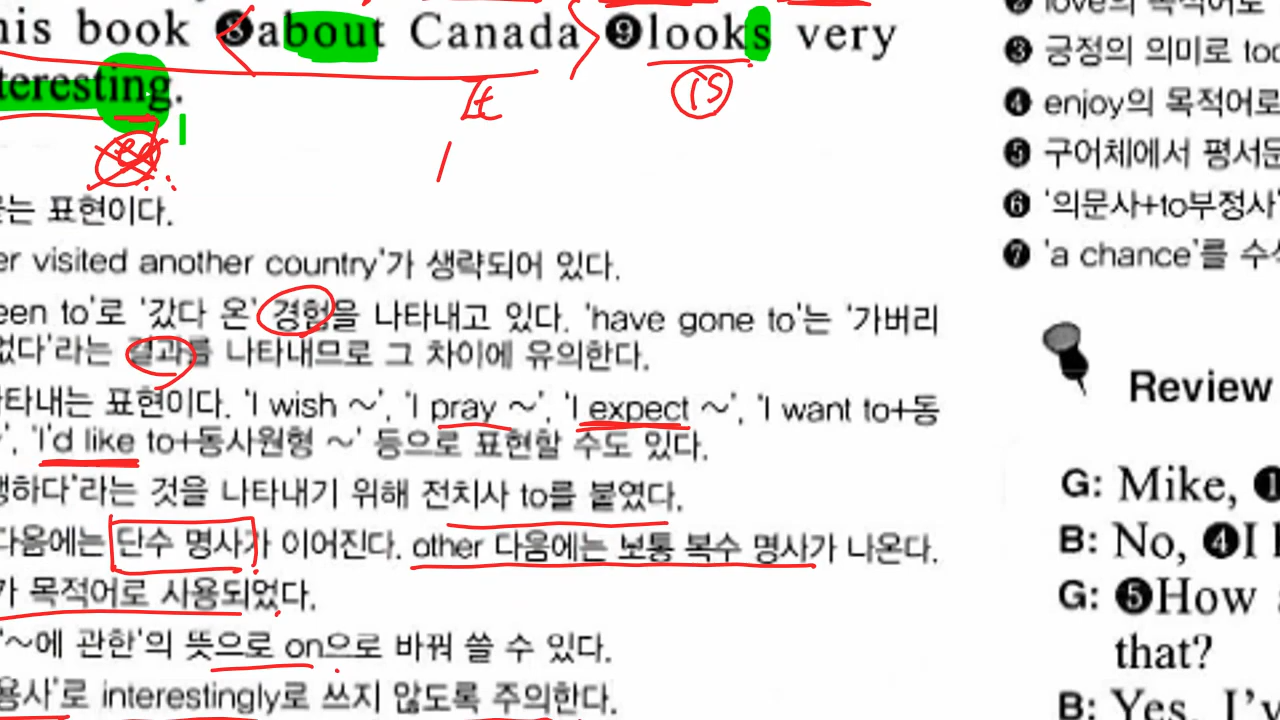 his book ❽about Canada ❾looks very
teresting.
It
is
는 표현이다.
er visited another country'가 생략되어 있다.
een to'로 '갔다 온' 경험을 나타내고 있다. 'have gone to'는 '가버리
없다'라는 결과를 나타내므로 그 차이에 유의한다.
타내는 표현이다. 'I wish ~', 'I pray ~', 'I expect ~', 'I want to+동
', 'I'd like to+동사원형 ~' 등으로 표현할 수도 있다.
행하다'라는 것을 나타내기 위해 전치사 to를 붙였다.
다음에는 단수 명사가 이어진다. other 다음에는 보통 복수 명사가 나온다.
가 목적어로 사용되었다.
'~에 관한'의 뜻으로 on으로 바꿔 쓸 수 있다.
용사'로 interestingly로 쓰지 않도록 주의한다.
❷ love의 목적어로
❸ 긍정의 의미로 too
❹ enjoy의 목적어로
❺ 구어체에서 평서문
❻ '의문사+to부정사'
❼ 'a chance'를 수식
Review
G: Mike, ❶
B: No, ❹I
G: ❺How a
that?
B: Yes, I'v